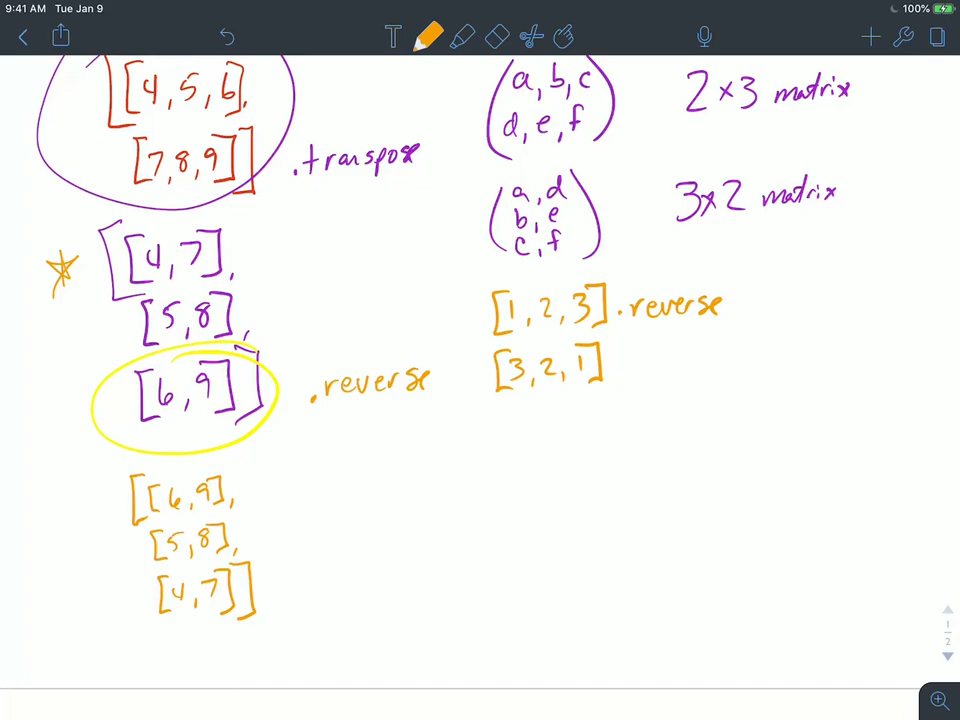 9:41 AM Tue Jan 9
100%
T
[[4, 5, 6],
[7, 8, 9]]
.transpose
[[4, 7],
[5, 8],
[6, 9]]
.reverse
[[6, 9],
[5, 8],
[4, 7]]
(a, b, c
d, e, f)
2 × 3 matrix
(a, d
b, e
c, f)
3 × 2 matrix
[1, 2, 3].reverse
[3, 2, 1]
1
2